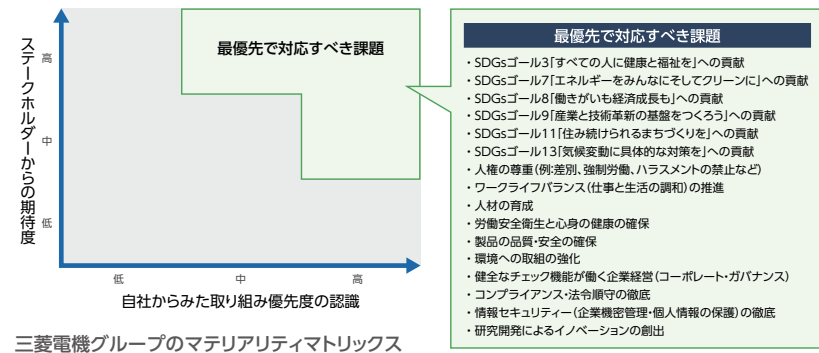 ステークホルダーからの期待度
高
中
低
最優先で対応すべき課題
低
中
高
自社からみた取り組み優先度の認識
三菱電機グループのマテリアリティマトリックス
最優先で対応すべき課題
・SDGsゴール3「すべての人に健康と福祉を」への貢献
・SDGsゴール7「エネルギーをみんなにそしてクリーンに」への貢献
・SDGsゴール8「働きがいも経済成長も」への貢献
・SDGsゴール9「産業と技術革新の基盤をつくろう」への貢献
・SDGsゴール11「住み続けられるまちづくりを」への貢献
・SDGsゴール13「気候変動に具体的な対策を」への貢献
・人権の尊重(例:差別、強制労働、ハラスメントの禁止など)
・ワークライフバランス(仕事と生活の調和)の推進
・人材の育成
・労働安全衛生と心身の健康の確保
・製品の品質・安全の確保
・環境への取組の強化
・健全なチェック機能が働く企業経営(コーポレート・ガバナンス)
・コンプライアンス・法令順守の徹底
・情報セキュリティー(企業機密管理・個人情報の保護)の徹底
・研究開発によるイノベーションの創出